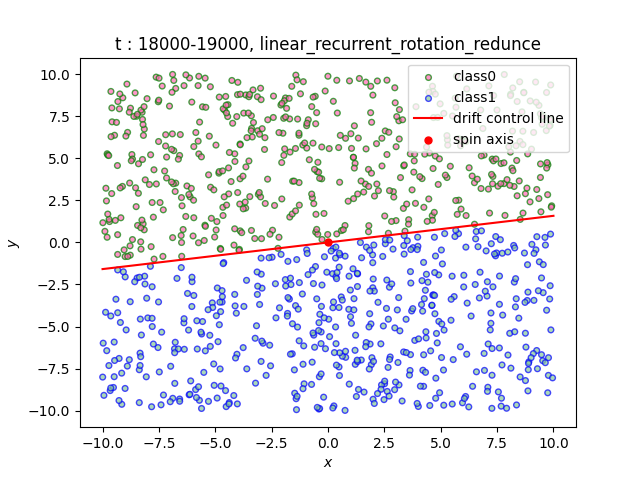 t : 18000-19000, linear_recurrent_rotation_redunce
class0
class1
drift control line
spin axis
10.0
7.5
5.0
2.5
0.0
−2.5
−5.0
−7.5
−10.0
y
−10.0 −7.5 −5.0 −2.5 0.0 2.5 5.0 7.5 10.0
x